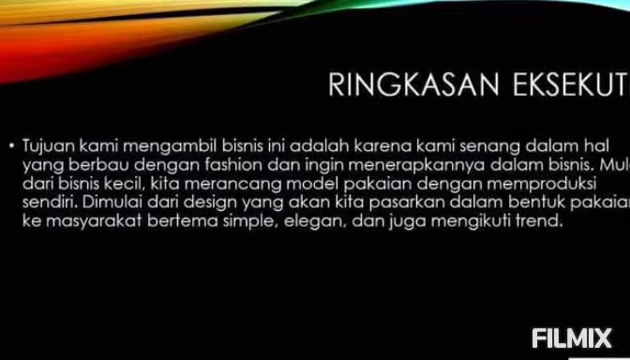 RINGKASAN EKSEKUT
• Tujuan kami mengambil bisnis ini adalah karena kami senang dalam hal
yang berbau dengan fashion dan ingin menerapkannya dalam bisnis. Mul
dari bisnis kecil, kita merancang model pakaian dengan memproduksi
sendiri. Dimulai dari design yang akan kita pasarkan dalam bentuk pakaian
ke masyarakat bertema simple, elegan, dan juga mengikuti trend.
FILMIX